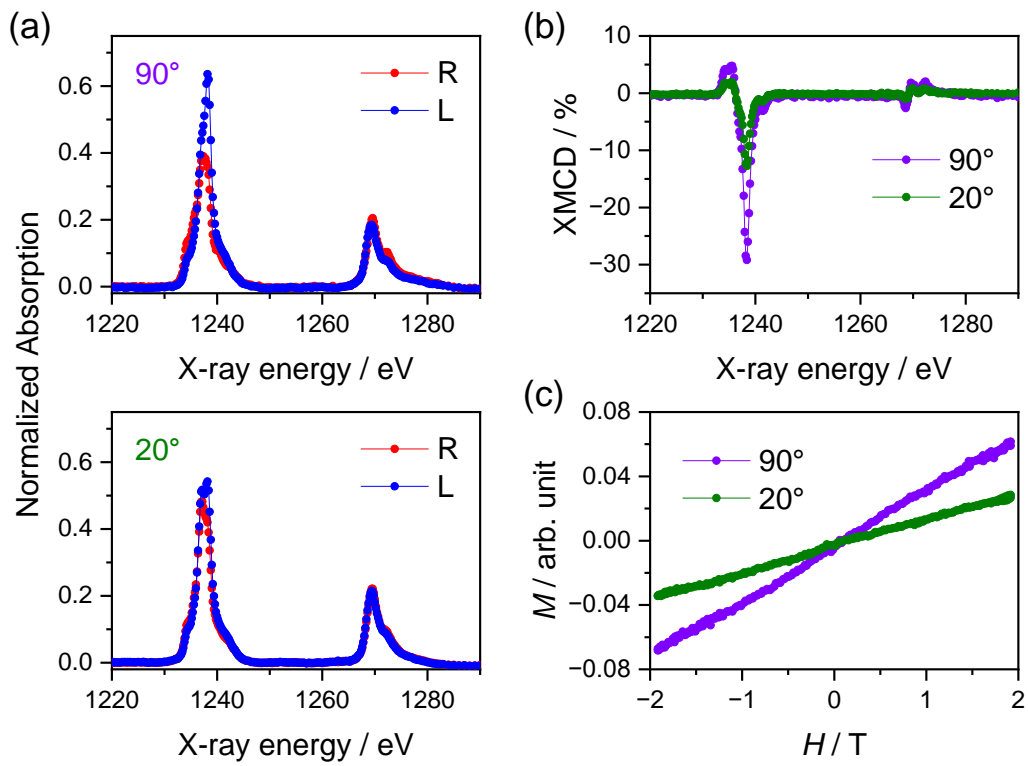 (a)
90°
R
L
0.6
0.4
0.2
0.0
1220 1240 1260 1280
X-ray energy / eV
Normalized Absorption
20°
R
L
0.6
0.4
0.2
0.0
1220 1240 1260 1280
X-ray energy / eV
(b)
10
0
−10
−20
−30
XMCD / %
90°
20°
1220 1240 1260 1280
X-ray energy / eV
(c)
0.08
0.04
0.00
−0.04
−0.08
M / arb. unit
90°
20°
−2 −1 0 1 2
H / T